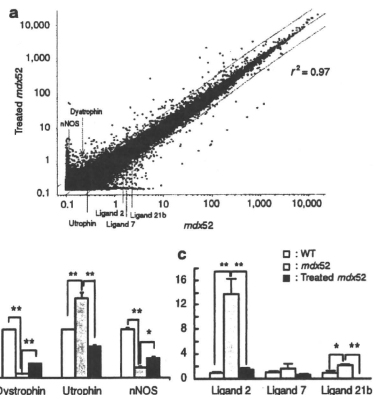 a
10,000
1,000
100
10
1
0.1
Treated mdx52
Dystrophin
nNOS
r² = 0.97
0.1 1 10 100 1,000 10,000
Ligand 2 Ligand 21b
Utrophin Ligand 7
mdx52
** ** ** ** ** *
Dystrophin Utrophin nNOS
c
: WT
: mdx52
: Treated mdx52
16
12
8
4
0
** ** * **
Ligand 2 Ligand 7 Ligand 21b